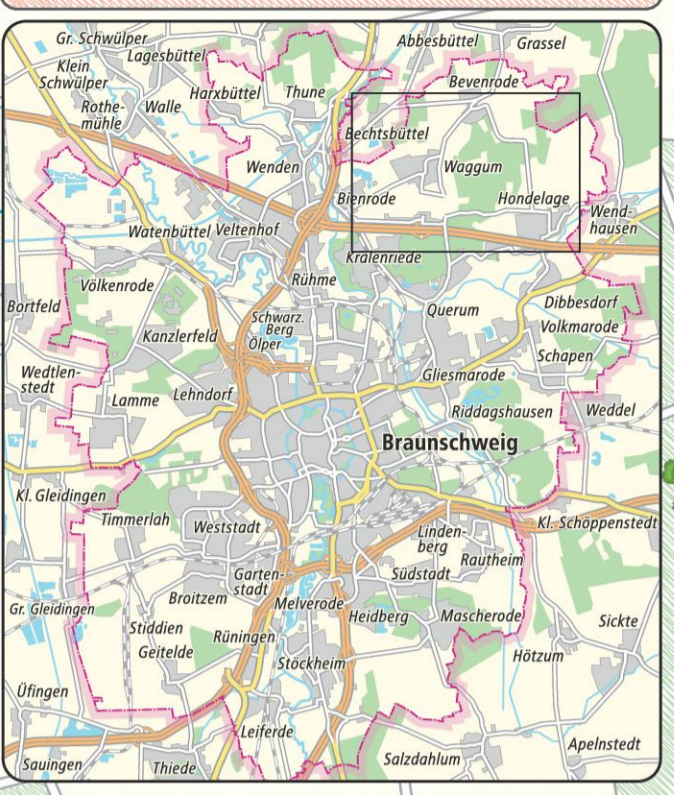 Gr. Schwülper
Lagesbüttel
Klein
Schwülper
Rothe-
mühle
Walle
Harxbüttel
Thune
Abbesbüttel
Grassel
Bevenrode
Bechtsbüttel
Wenden
Waggum
Bienrode
Hondelage
Wend-
hausen
Watenbüttel
Veltenhof
Kralenriede
Rühme
Völkenrode
Bortfeld
Schwarz.
Berg
Ölper
Kanzlerfeld
Querum
Dibbesdorf
Volkmarode
Schapen
Wedtlen-
stedt
Lamme
Lehndorf
Gliesmarode
Riddagshausen
Weddel
Braunschweig
Kl. Gleidingen
Timmerlah
Weststadt
Linden-
berg
Kl. Schöppenstedt
Rautheim
Garten-
stadt
Südstadt
Gr. Gleidingen
Broitzem
Melverode
Heidberg
Mascherode
Sickte
Stiddien
Rüningen
Geitelde
Stöckheim
Hötzum
Üfingen
Leiferde
Sauingen
Thiede
Salzdahlum
Apelnstedt